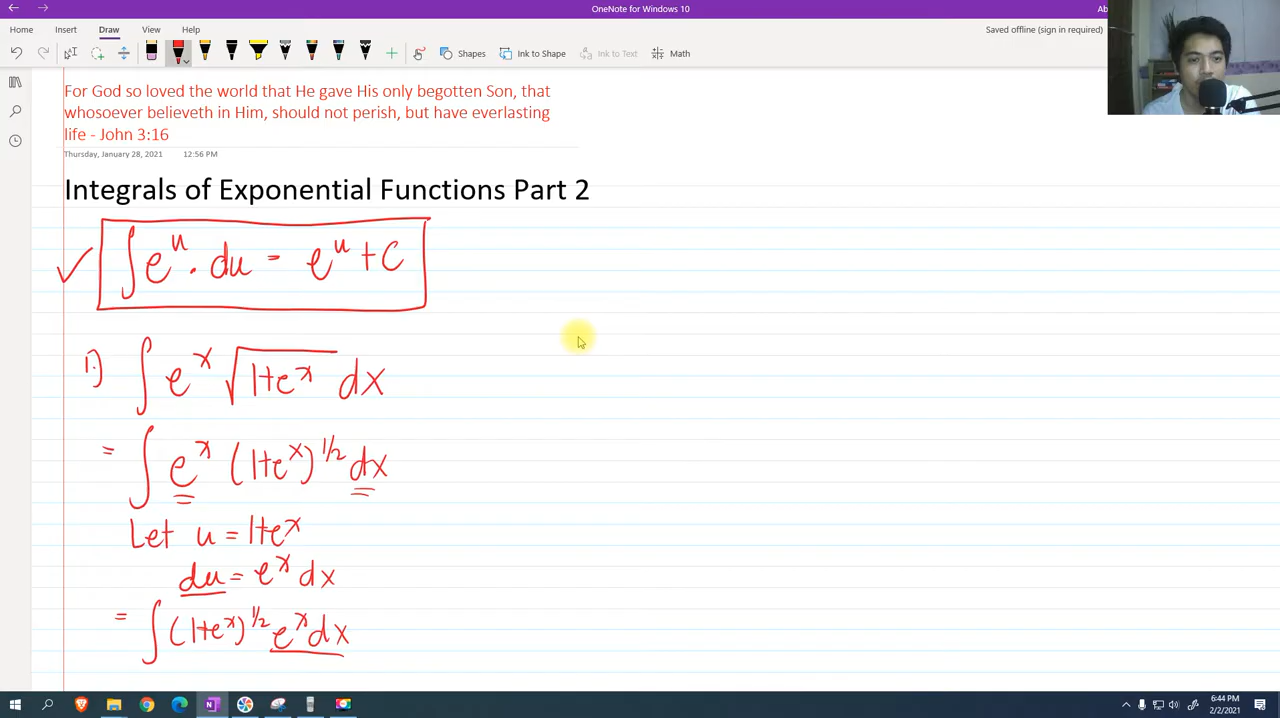 OneNote for Windows 10
Ab
Home Insert Draw View Help
Saved offline (sign in required)
Shapes Ink to Shape Ink to Text Math
For God so loved the world that He gave His only begotten Son, that
whosoever believeth in Him, should not perish, but have everlasting
life - John 3:16
Thursday, January 28, 2021 12:56 PM
Integrals of Exponential Functions Part 2
✓ ∫e^u · du = e^u + C
1.) ∫ e^x √(1+e^x) dx
= ∫ e^x (1+e^x)^1/2 dx
Let u = 1+e^x
du = e^x dx
= ∫ (1+e^x)^1/2 e^x dx
6:44 PM
2/2/2021